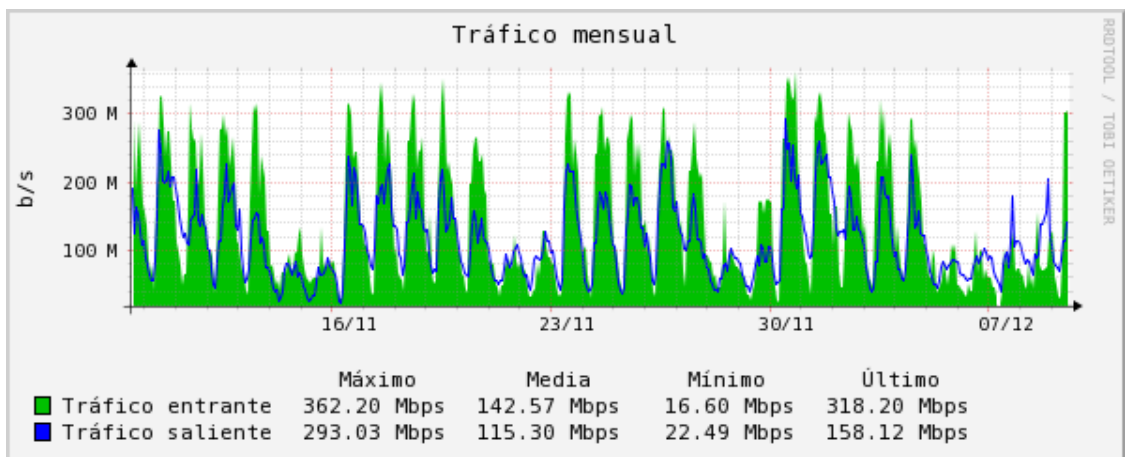 Tráfico mensual
RRDTOOL / TOBI OETIKER
b/s
300 M
200 M
100 M
16/11 23/11 30/11 07/12
Máximo Media Mínimo Último
Tráfico entrante 362.20 Mbps 142.57 Mbps 16.60 Mbps 318.20 Mbps
Tráfico saliente 293.03 Mbps 115.30 Mbps 22.49 Mbps 158.12 Mbps